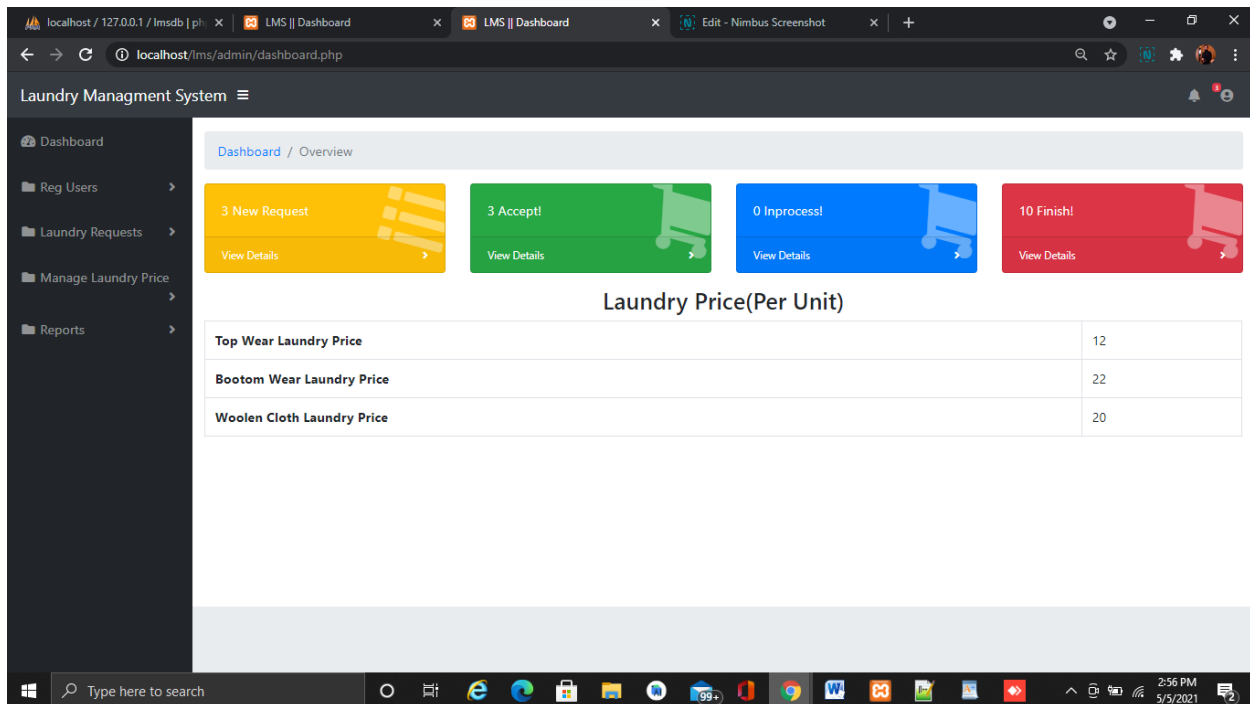 localhost / 127.0.0.1 / lmsdb | ph
LMS || Dashboard
LMS || Dashboard
Edit - Nimbus Screenshot
localhost/lms/admin/dashboard.php
Laundry Managment System
3
Dashboard
Reg Users
Laundry Requests
Manage Laundry Price
Reports
Dashboard / Overview
3 New Request
View Details
3 Accept!
View Details
0 Inprocess!
View Details
10 Finish!
View Details
Laundry Price(Per Unit)
Top Wear Laundry Price 12
Bootom Wear Laundry Price 22
Woolen Cloth Laundry Price 20
Type here to search
99+
2:56 PM
5/5/2021
2